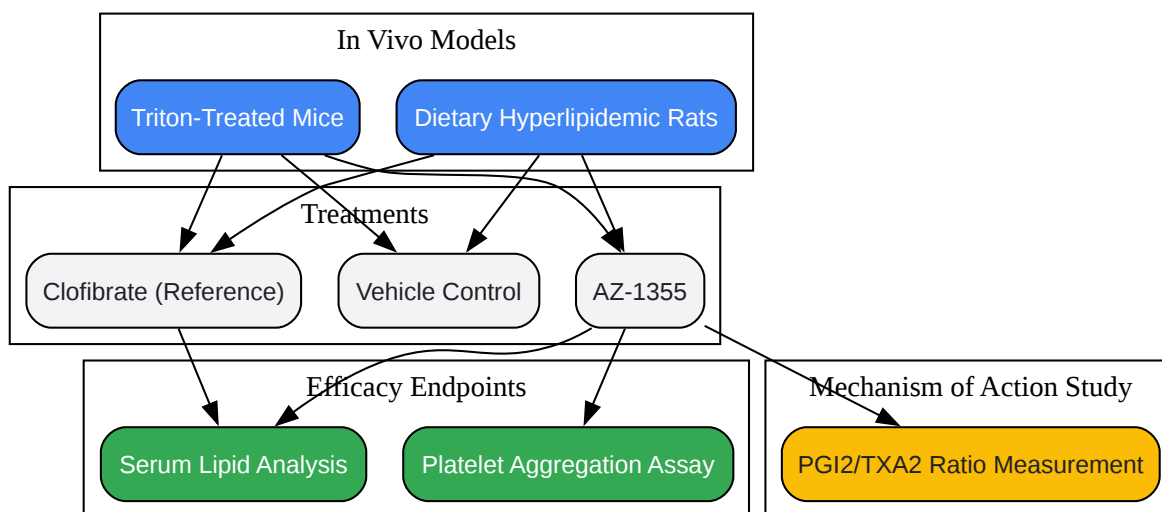 In Vivo Models
Triton-Treated Mice
Dietary Hyperlipidemic Rats
Treatments
Clofibrate (Reference)
Vehicle Control
AZ-1355
Efficacy Endpoints
Mechanism of Action Study
Serum Lipid Analysis
Platelet Aggregation Assay
PGI2/TXA2 Ratio Measurement